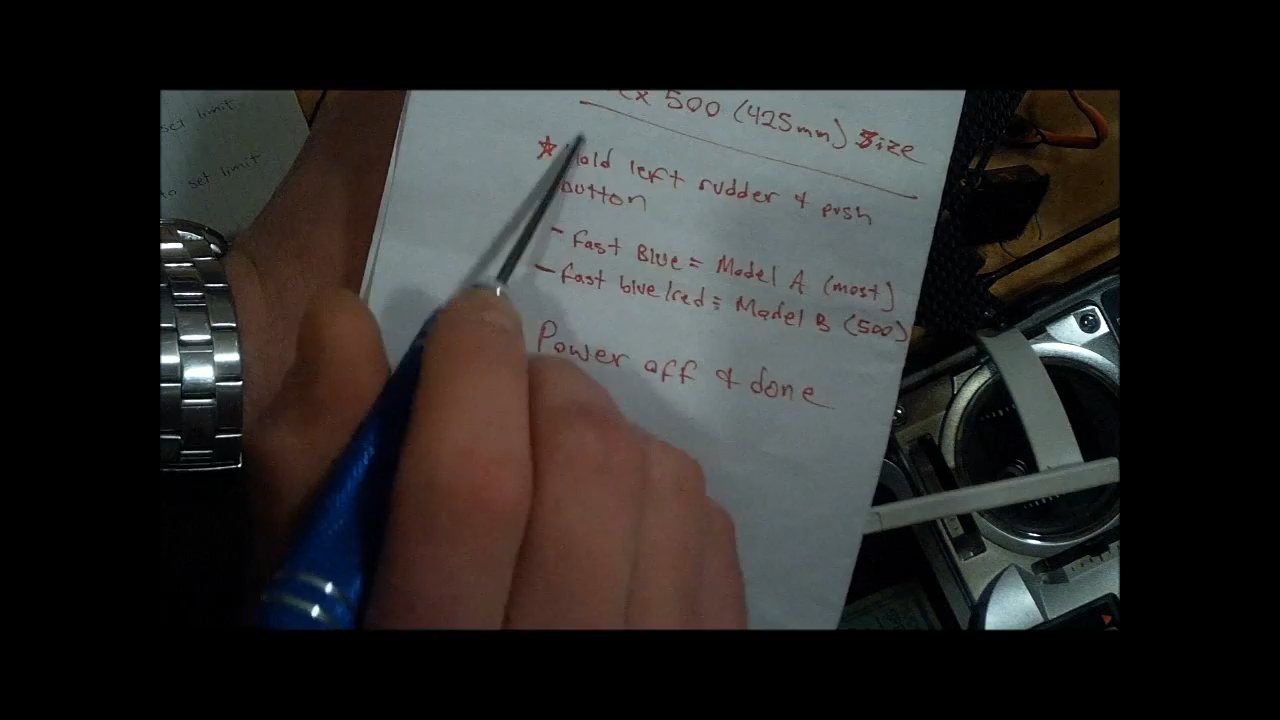 500 (425mm) Size
Hold left rudder & push
button
- Fast Blue = Model A (most)
- fast blue/red = Model B (500)
Power off & done
set limit
to set limit